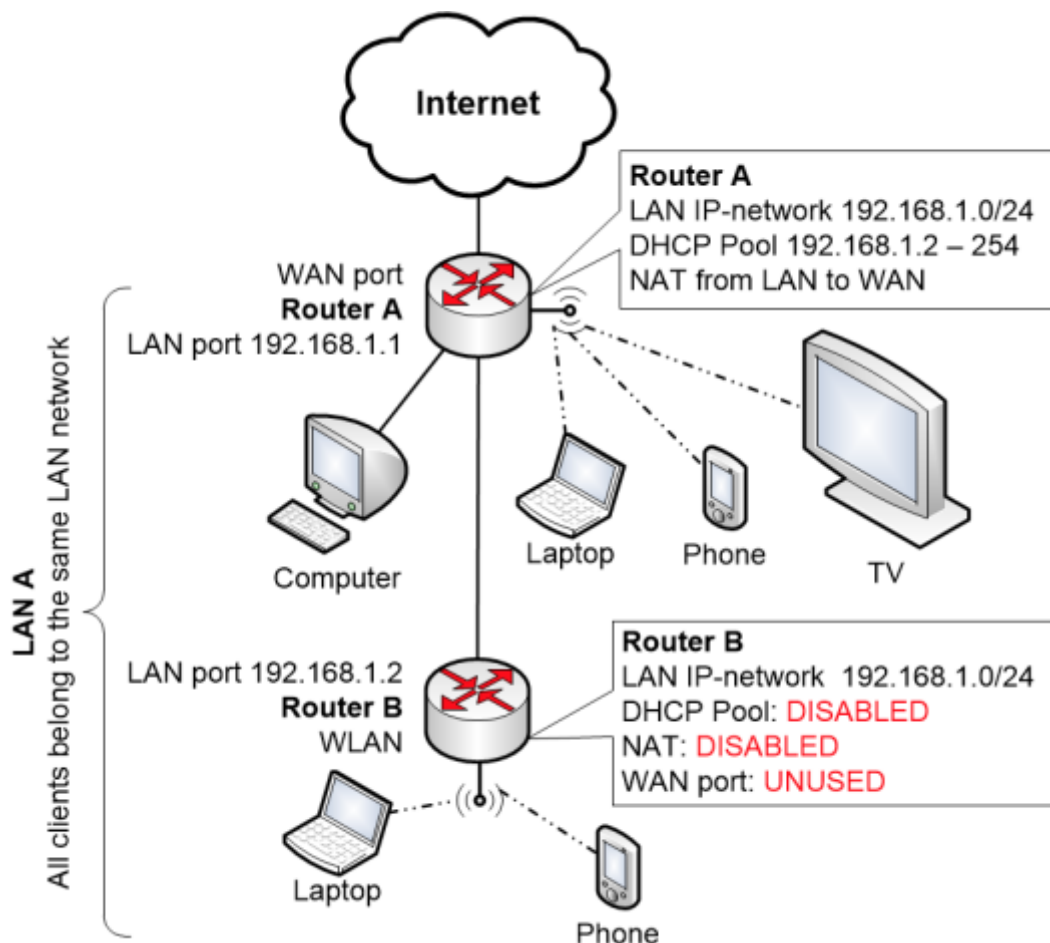 Internet
Router A
LAN IP-network 192.168.1.0/24
DHCP Pool 192.168.1.2 – 254
NAT from LAN to WAN
WAN port
Router A
LAN port 192.168.1.1
Computer
Laptop
Phone
TV
LAN A
All clients belong to the same LAN network
LAN port 192.168.1.2
Router B
WLAN
Router B
LAN IP-network 192.168.1.0/24
DHCP Pool: DISABLED
NAT: DISABLED
WAN port: UNUSED
Laptop
Phone